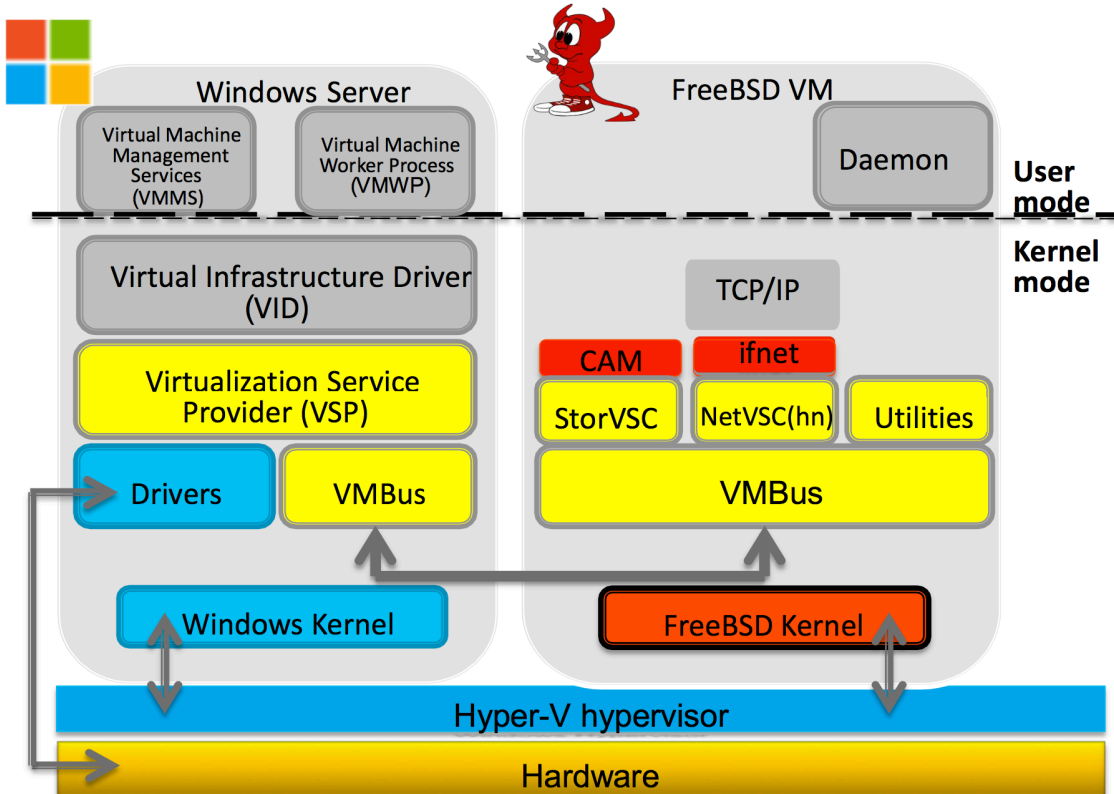 Windows Server
Virtual Machine
Management
Services
(VMMS)
Virtual Machine
Worker Process
(VMWP)
Virtual Infrastructure Driver
(VID)
Virtualization Service
Provider (VSP)
Drivers
VMBus
Windows Kernel
FreeBSD VM
Daemon
User
mode
Kernel
mode
TCP/IP
CAM
ifnet
StorVSC
NetVSC(hn)
Utilities
VMBus
FreeBSD Kernel
Hyper-V hypervisor
Hardware